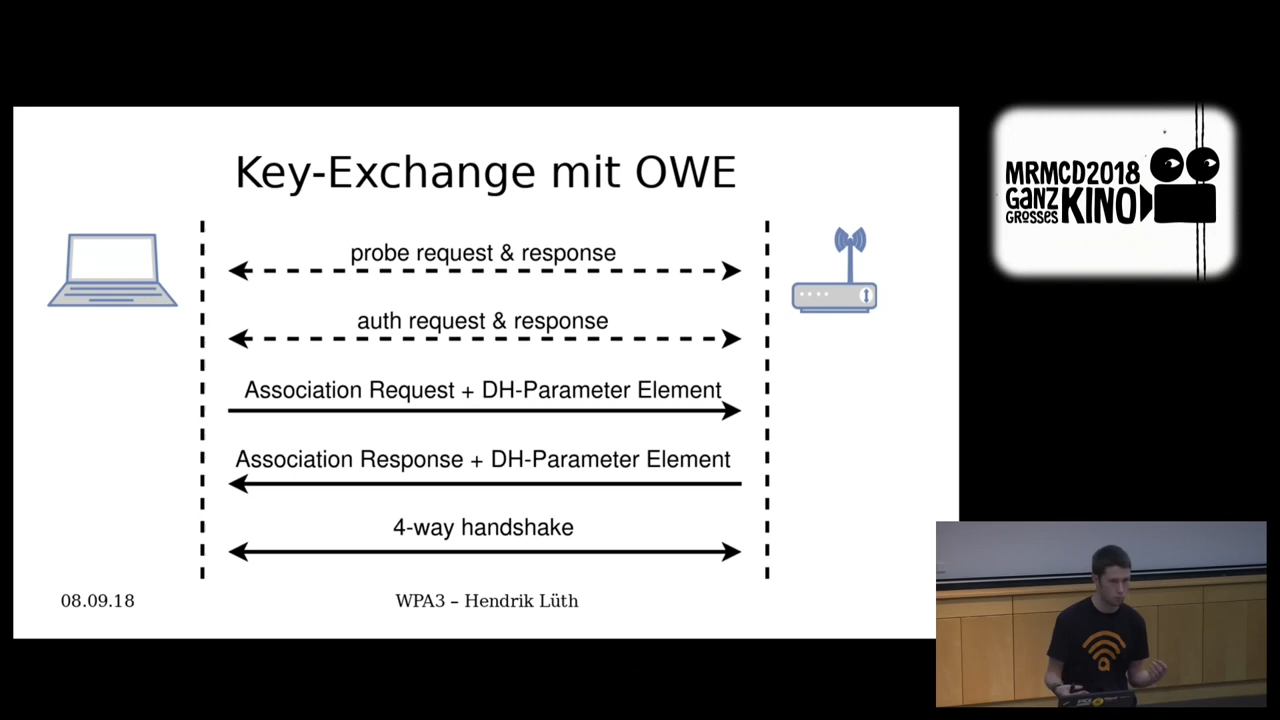 Key-Exchange mit OWE
probe request & response
auth request & response
Association Request + DH-Parameter Element
Association Response + DH-Parameter Element
4-way handshake
08.09.18
WPA3 – Hendrik Lüth
MRMCD2018
GANZ
GROSSES
KINO